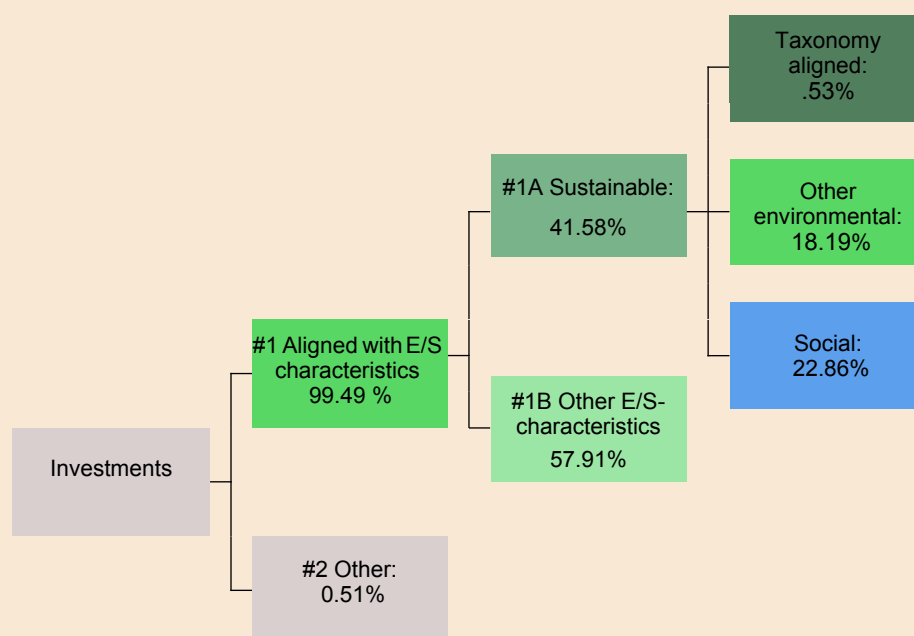 Taxonomy
aligned:
.53%
#1A Sustainable:
41.58%
Other
environmental:
18.19%
#1 Aligned with E/S
characteristics
99.49 %
Social:
22.86%
#1B Other E/S-
characteristics
57.91%
Investments
#2 Other:
0.51%